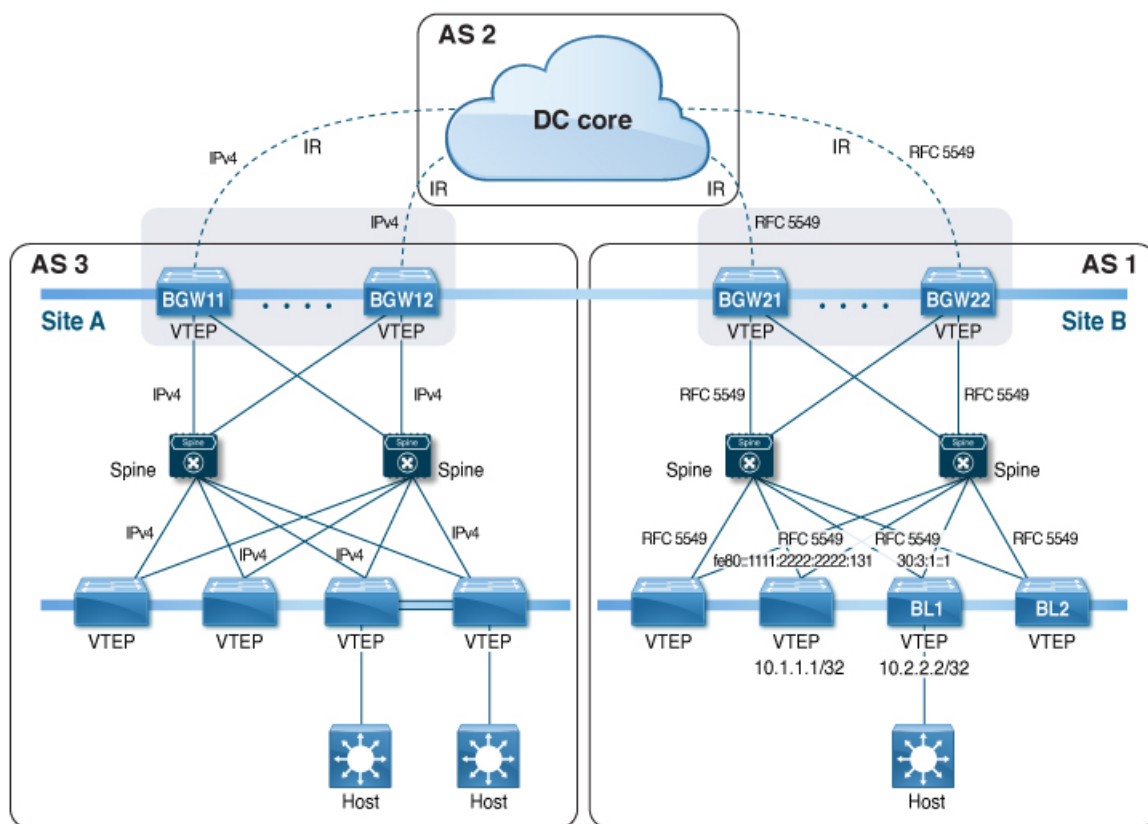 AS 2
DC core
IPv4
IR
IR
RFC 5549
IR
IR
IPv4
RFC 5549
AS 3
AS 1
BGW11
BGW12
BGW21
BGW22
Site A
Site B
VTEP
VTEP
VTEP
VTEP
IPv4
IPv4
RFC 5549
RFC 5549
Spine
Spine
Spine
Spine
Spine
Spine
Spine
Spine
IPv4
IPv4
IPv4
IPv4
RFC 5549
RFC 5549
RFC 5549
RFC 5549
fe80::1111:2222:2222:131
30:3:1::1
BL1
BL2
VTEP
VTEP
VTEP
VTEP
VTEP
VTEP
VTEP
VTEP
10.1.1.1/32
10.2.2.2/32
Host
Host
Host